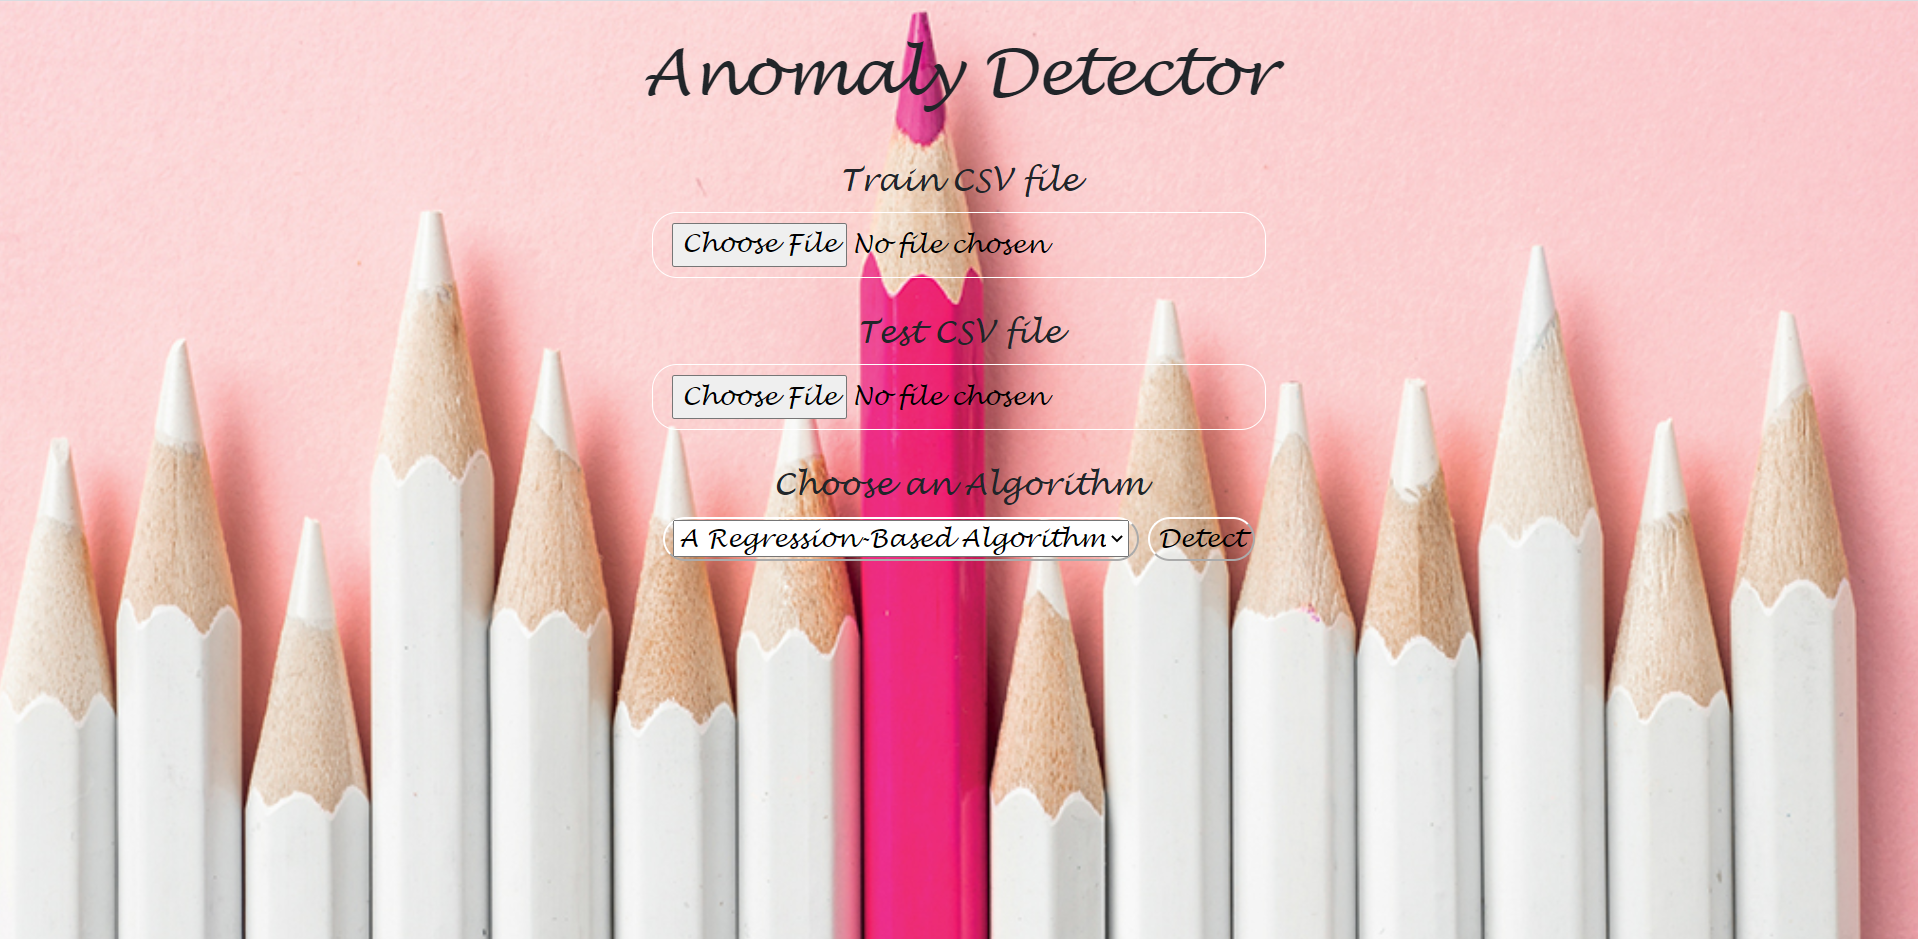 Anomaly Detector
Train CSV file
Choose File No file chosen
Test CSV file
Choose File No file chosen
Choose an Algorithm
A Regression-Based Algorithm Detect